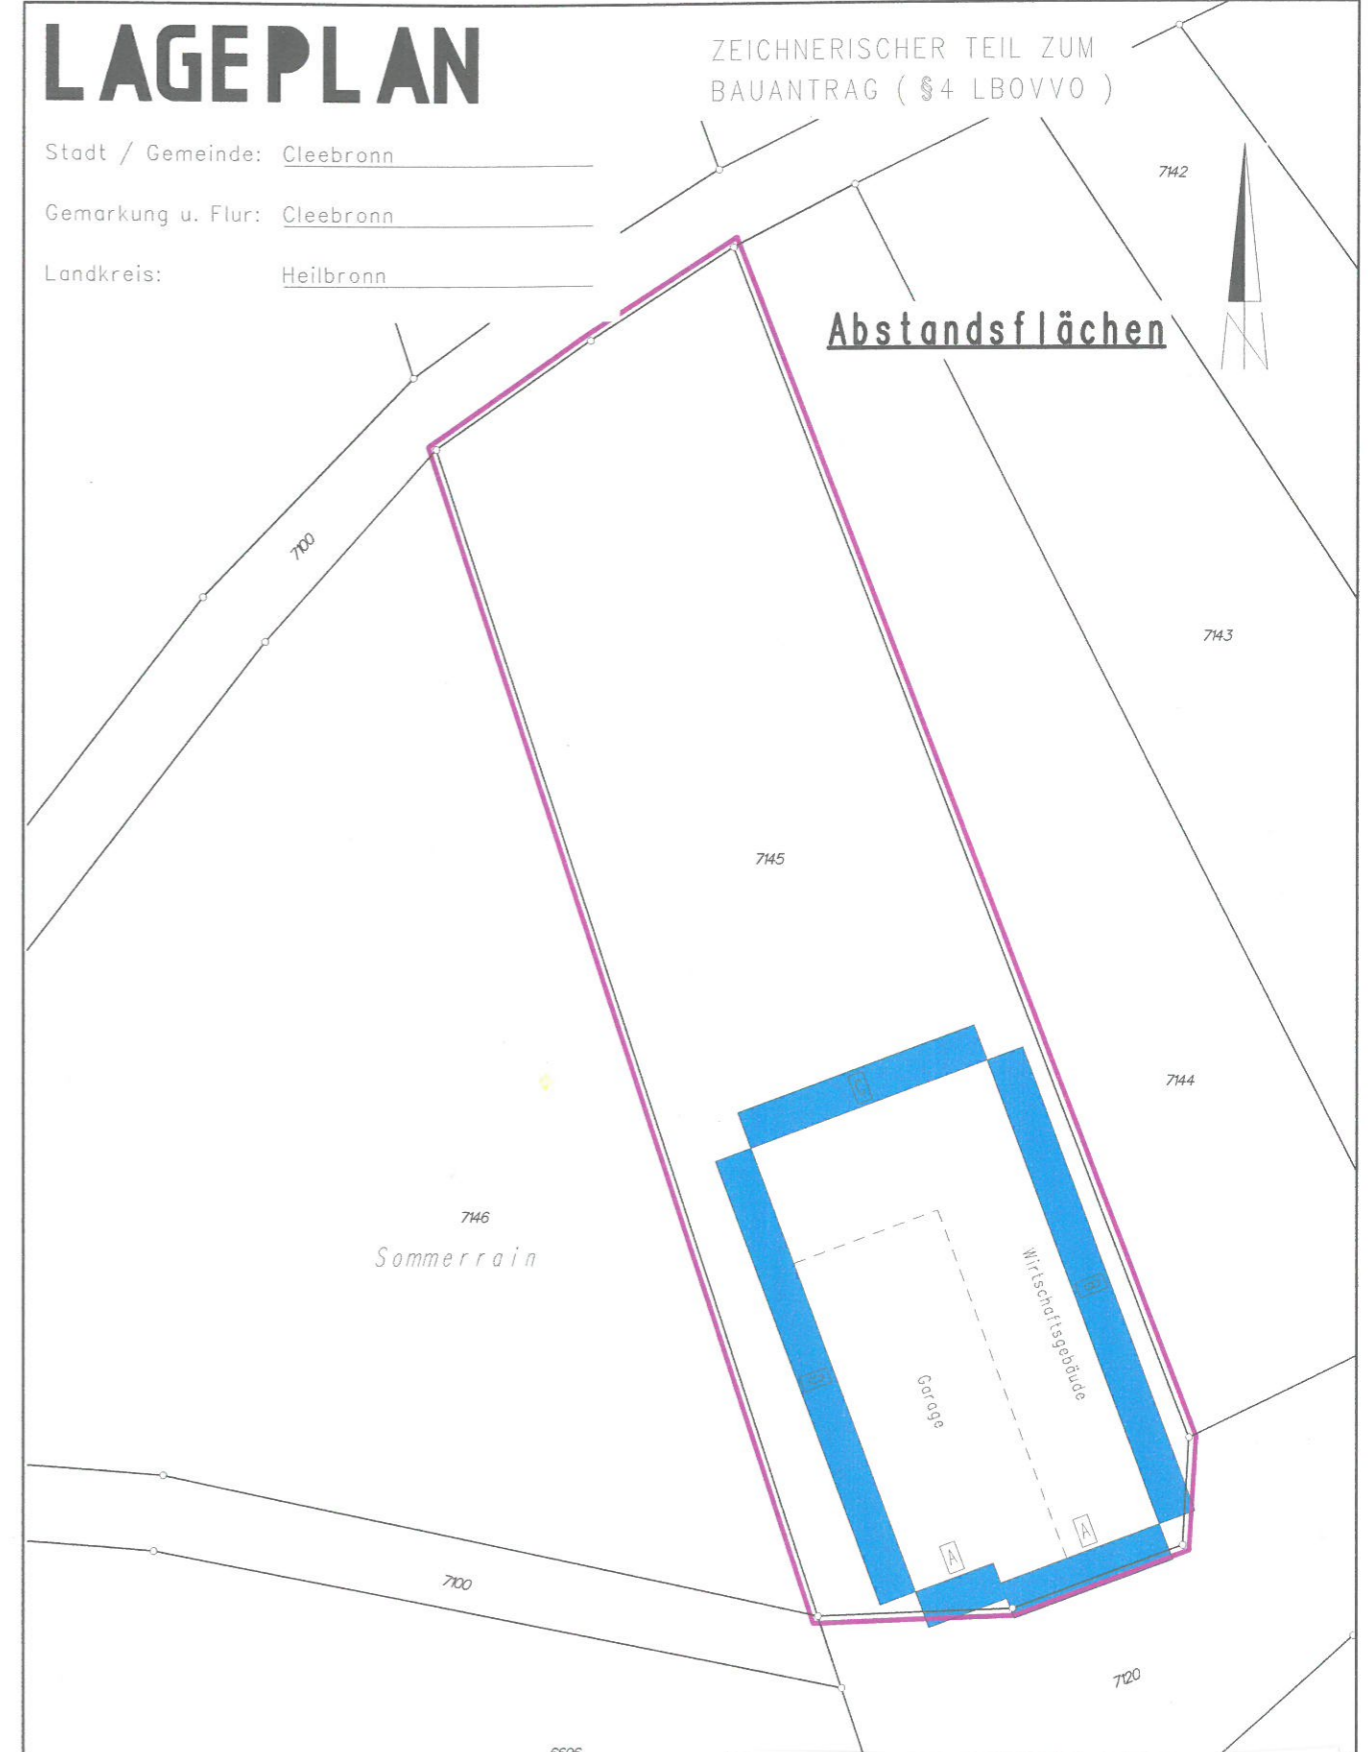 LAGEPLAN
ZEICHNERISCHER TEIL ZUM
BAUANTRAG ( §4 LBOVVO )
Stadt / Gemeinde: Cleebronn
Gemarkung u. Flur: Cleebronn
Landkreis: Heilbronn
7142
N
Abstandsflächen
7100
7143
7145
7144
C
7146
Sommerrain
Wirtschaftsgebäude
Garage
A
A
7100
7120